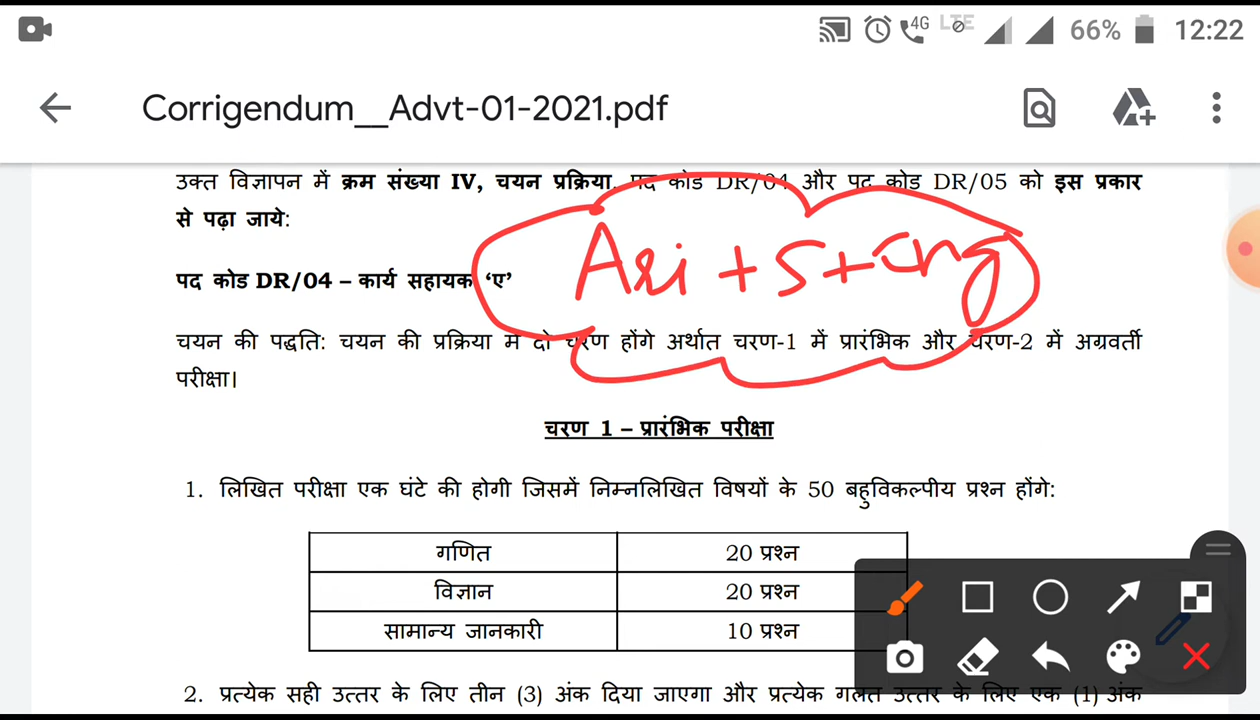 4G LTE 66% 12:22
Corrigendum__Advt-01-2021.pdf
उक्त विज्ञापन में क्रम संख्या IV, चयन प्रक्रिया, पद कोड DR/04 और पद कोड DR/05 को इस प्रकार
से पढ़ा जाये:
Ari + S +
पद कोड DR/04 – कार्य सहायक ‘ए’
चयन की पद्धति: चयन की प्रक्रिया में दो चरण होंगे अर्थात चरण-1 में प्रारंभिक और चरण-2 में अग्रवर्ती
परीक्षा।
चरण 1 – प्रारंभिक परीक्षा
1. लिखित परीक्षा एक घंटे की होगी जिसमें निम्नलिखित विषयों के 50 बहुविकल्पीय प्रश्न होंगे:
गणित 20 प्रश्न
विज्ञान 20 प्रश्न
सामान्य जानकारी 10 प्रश्न
2. प्रत्येक सही उत्तर के लिए तीन (3) अंक दिया जाएगा और प्रत्येक गलत उत्तर के लिए एक (1) अंक